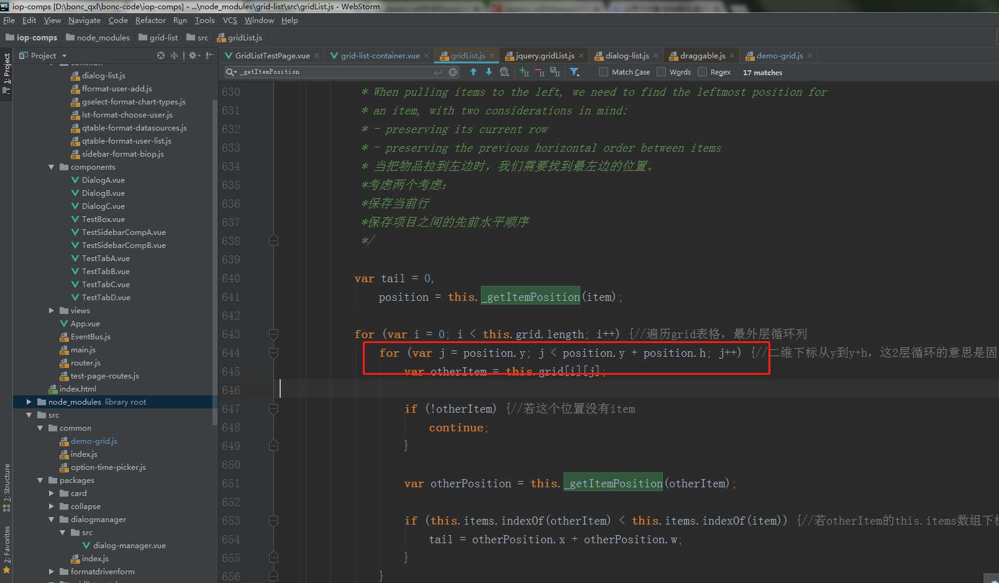 WS iop-comps [D:\bonc_qxl\bonc-code\iop-comps] - ...\node_modules\grid-list\src\gridList.js - WebStorm
File Edit View Navigate Code Refactor Run Tools VCS Window Help
iop-comps node_modules grid-list src gridList.js
Project
GridListTestPage.vue grid-list-container.vue gridList.js jquery.gridList.js dialog-list.js draggable.js demo-grid.js
_getItemPosition Match Case Words Regex 17 matches
1: Project
7: Structure
2: Favorites
common
dialog-list.js
fformat-user-add.js
gselect-format-chart-types.js
lst-format-choose-user.js
qtable-format-datasources.js
qtable-format-user-list.js
sidebar-format-biop.js
components
DialogA.vue
DialogB.vue
DialogC.vue
TestBox.vue
TestSidebarCompA.vue
TestSidebarCompB.vue
TestTabA.vue
TestTabB.vue
TestTabC.vue
TestTabD.vue
views
App.vue
EventBus.js
main.js
router.js
test-page-routes.js
index.html
node_modules library root
src
common
demo-grid.js
index.js
option-time-picker.js
packages
card
collapse
dialogmanager
src
dialog-manager.vue
index.js
formatdrivenform
630 * When pulling items to the left, we need to find the leftmost position for
631 * an item, with two considerations in mind:
632 * - preserving its current row
633 * - preserving the previous horizontal order between items
634 * 当把物品拉到左边时，我们需要找到最左边的位置。
635 *考虑两个考虑：
636 *保存当前行
637 *保存项目之间的先前水平顺序
638 */
639
640 var tail = 0,
641 position = this._getItemPosition(item);
642
643 for (var i = 0; i < this.grid.length; i++) {//遍历grid表格，最外层循环列
644 for (var j = position.y; j < position.y + position.h; j++) {//二维下标从y到y+h，这2层循环的意思是固
645 var otherItem = this.grid[i][j];
646
647 if (!otherItem) {//若这个位置没有item
648 continue;
649 }
650
651 var otherPosition = this._getItemPosition(otherItem);
652
653 if (this.items.indexOf(otherItem) < this.items.indexOf(item)) {//若otherItem的this.items数组下标
654 tail = otherPosition.x + otherPosition.w;
655 }
656 }